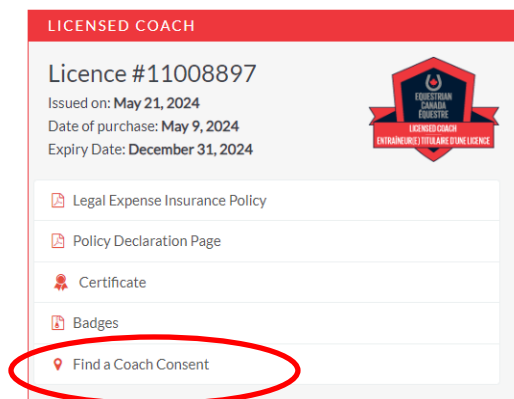 LICENSED COACH
Licence #11008897
Issued on: May 21, 2024
Date of purchase: May 9, 2024
Expiry Date: December 31, 2024
EQUESTRIAN
CANADA
ÉQUESTRE
LICENSED COACH
ENTRAÎNEUR(E) TITULAIRE D'UNE LICENCE
Legal Expense Insurance Policy
Policy Declaration Page
Certificate
Badges
Find a Coach Consent